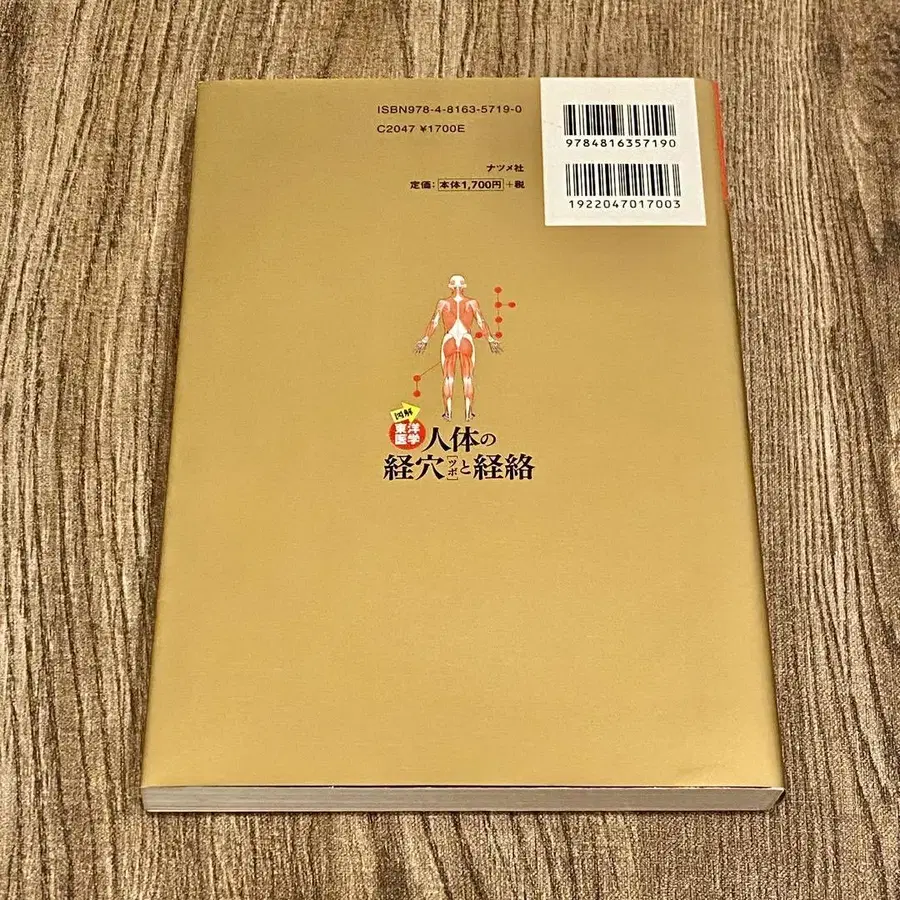 ISBN978-4-8163-5719-0
C2047 ¥1700E
ナツメ社
定価：本体1,700円＋税
9784816357190
1922047017003
図解
東洋
医学
人体の
経穴[ツボ]と経絡